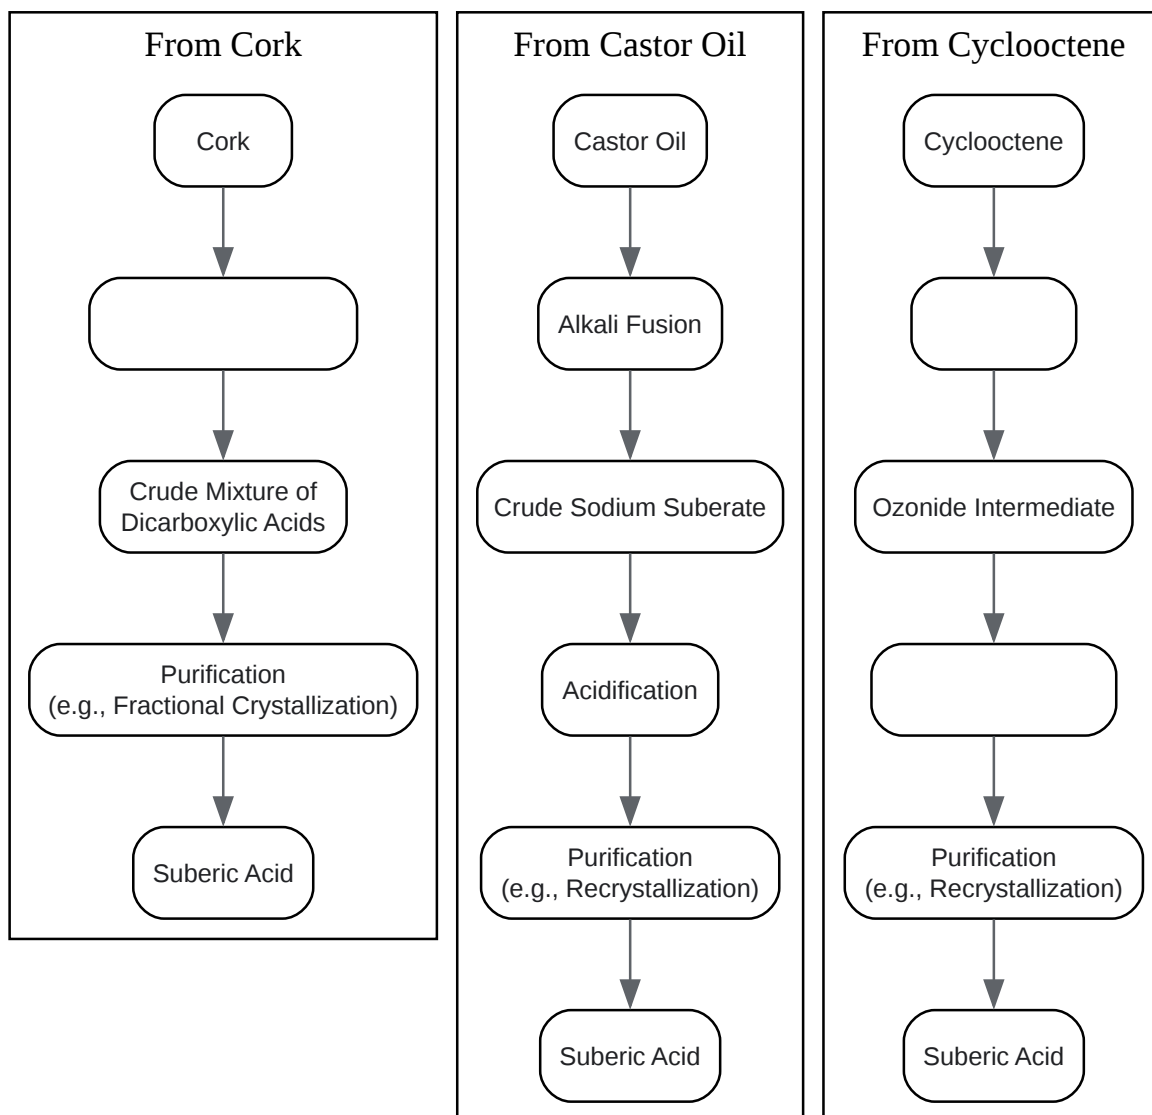 From Cork
Cork
Crude Mixture of
Dicarboxylic Acids
Purification
(e.g., Fractional Crystallization)
Suberic Acid
From Castor Oil
Castor Oil
Alkali Fusion
Crude Sodium Suberate
Acidification
Purification
(e.g., Recrystallization)
Suberic Acid
From Cyclooctene
Cyclooctene
Ozonide Intermediate
Purification
(e.g., Recrystallization)
Suberic Acid